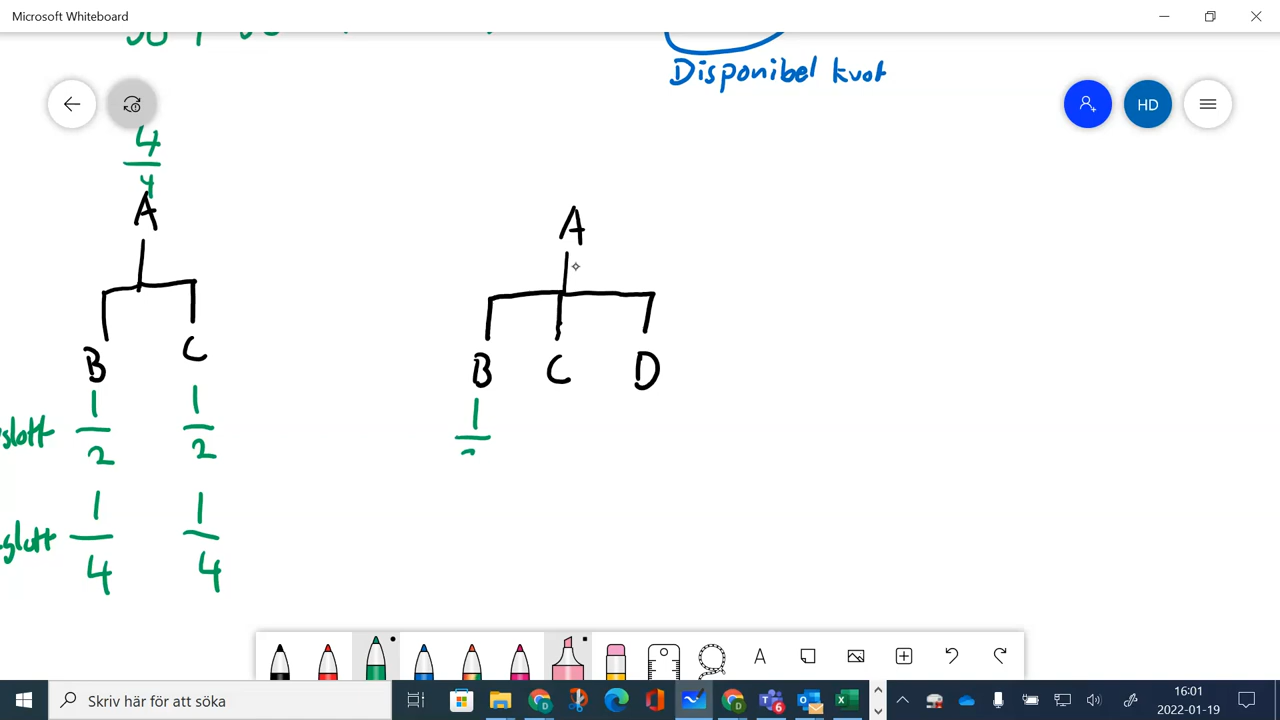 Microsoft Whiteboard
Disponibel kvot
HD
4
4
A
B C
1 1
2 2
1 1
4 4
A
B C D
1
Skriv här för att söka
6
16:01
2022-01-19